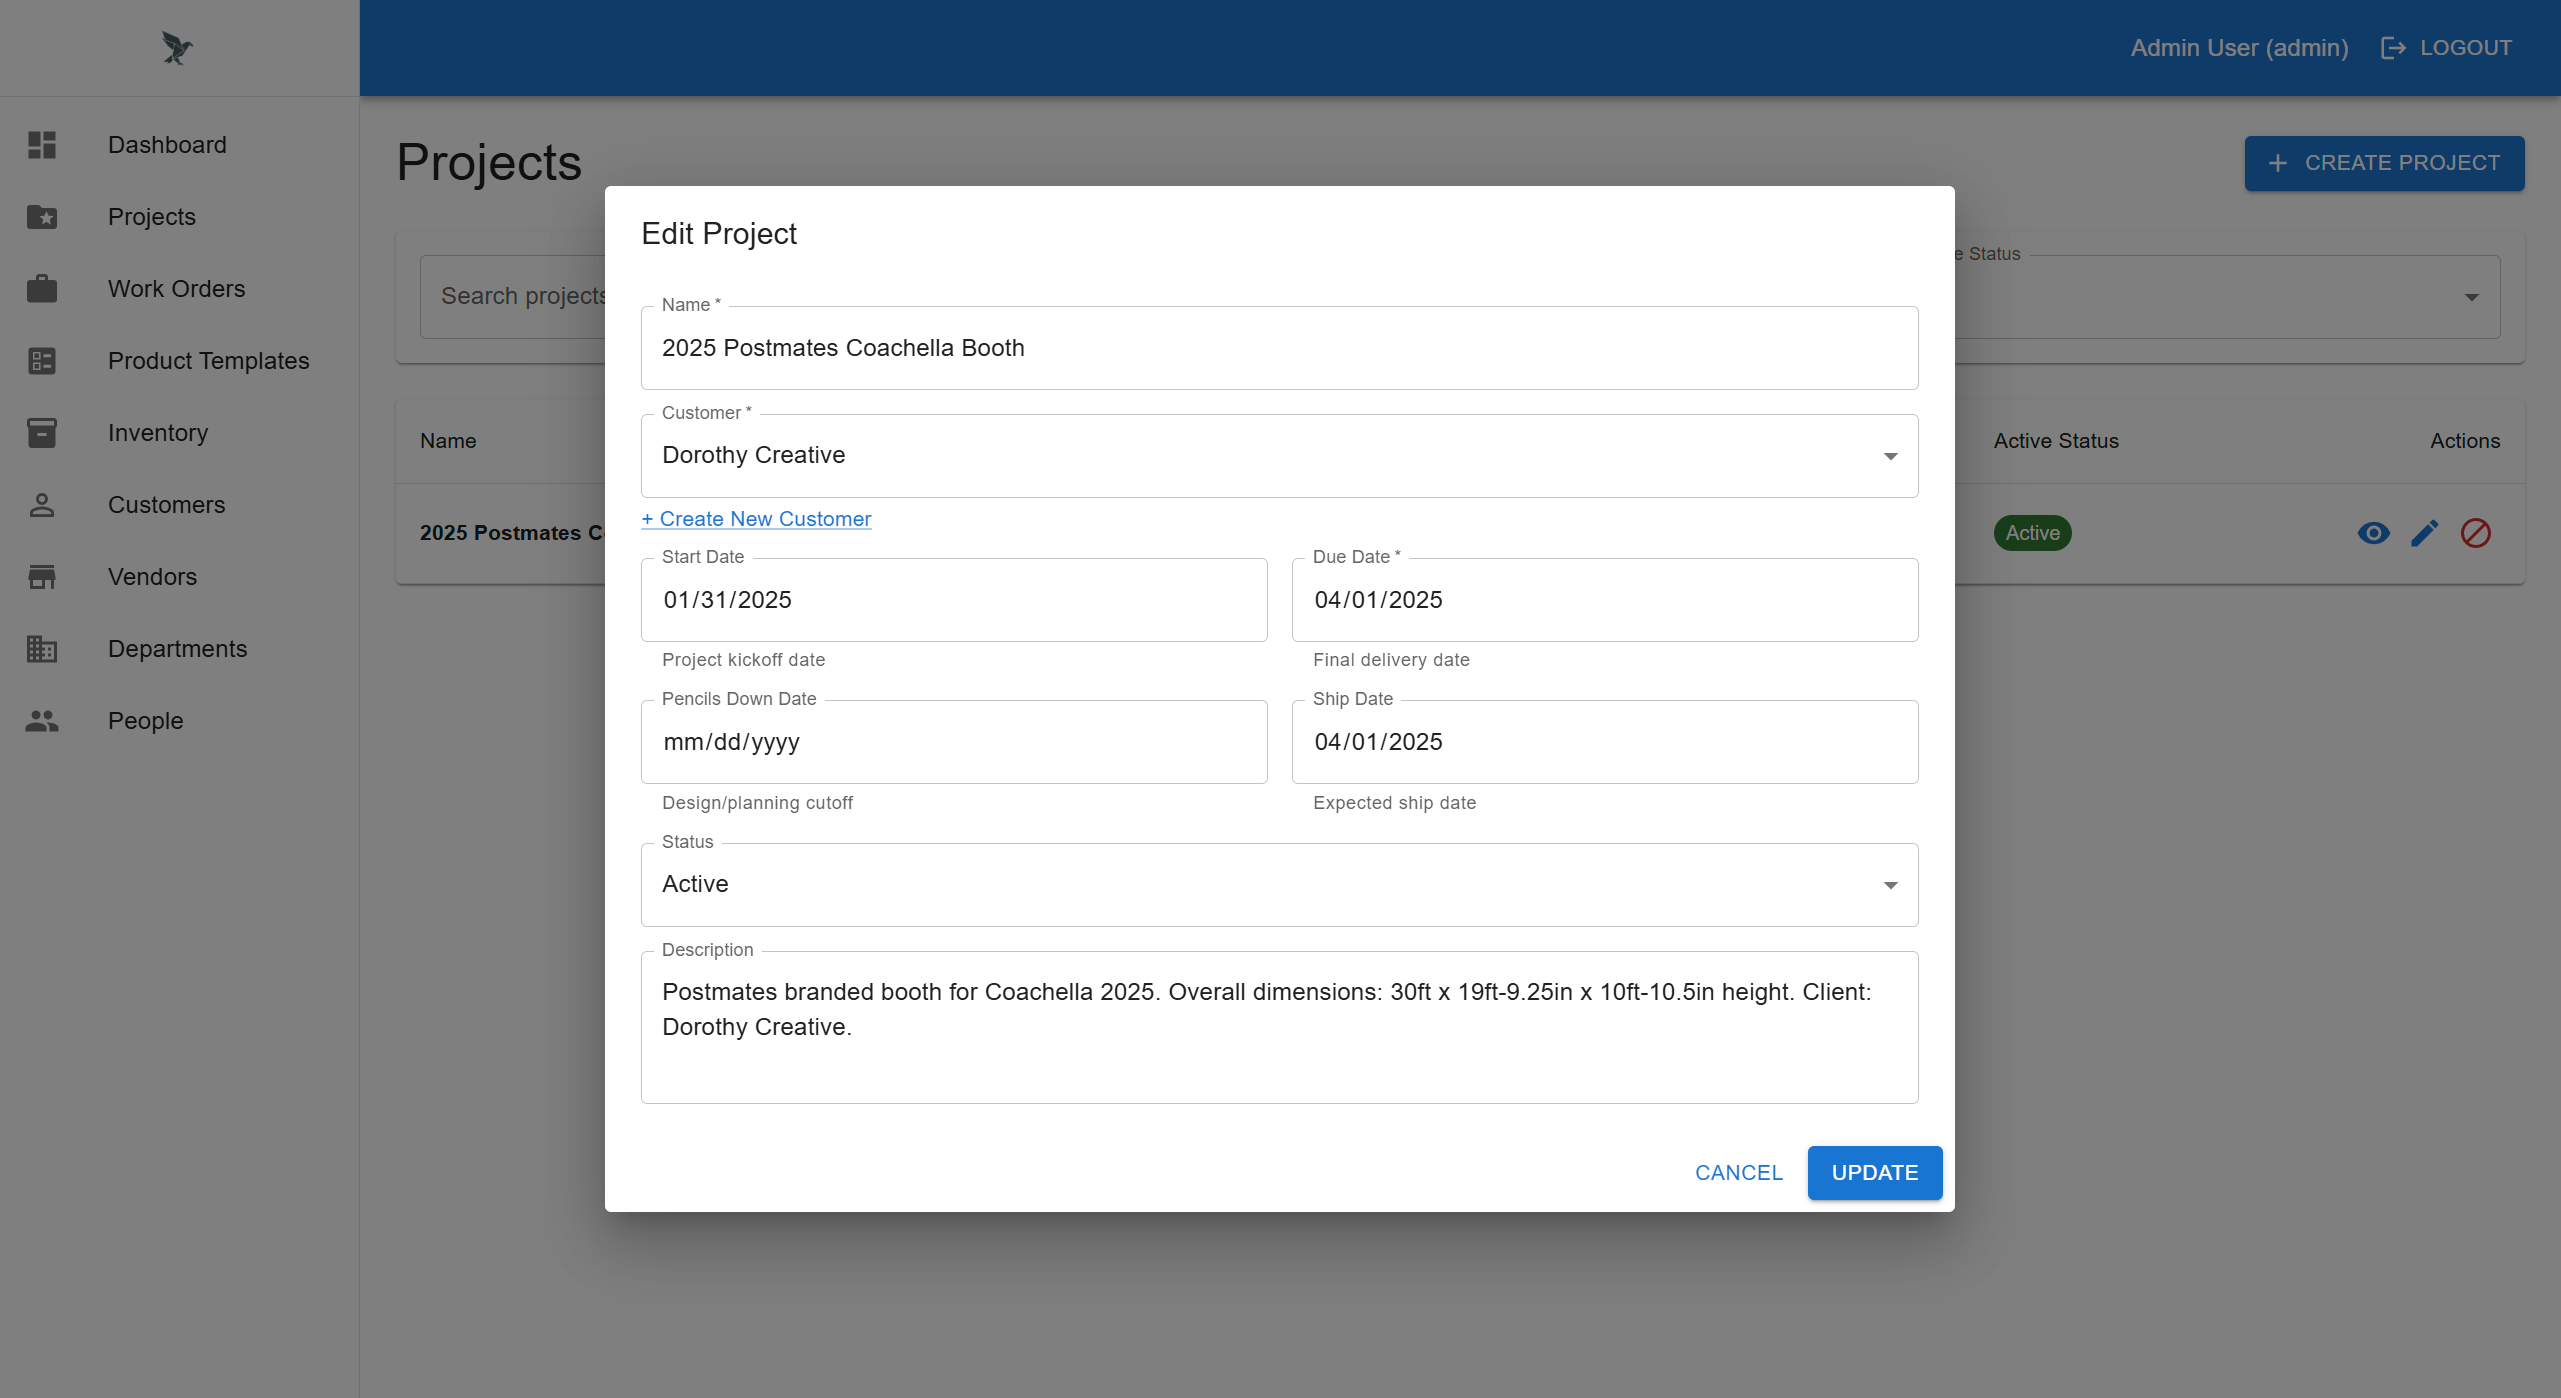 Admin User (admin)
LOGOUT
Dashboard
Projects
Work Orders
Product Templates
Inventory
Customers
Vendors
Departments
People
Projects
+ CREATE PROJECT
Search projects
Status
Name
Active Status
Actions
2025 Postmates
Active
Edit Project
Name *
2025 Postmates Coachella Booth
Customer *
Dorothy Creative
+ Create New Customer
Start Date
01/31/2025
Project kickoff date
Due Date *
04/01/2025
Final delivery date
Pencils Down Date
mm/dd/yyyy
Design/planning cutoff
Ship Date
04/01/2025
Expected ship date
Status
Active
Description
Postmates branded booth for Coachella 2025. Overall dimensions: 30ft x 19ft-9.25in x 10ft-10.5in height. Client:
Dorothy Creative.
CANCEL
UPDATE